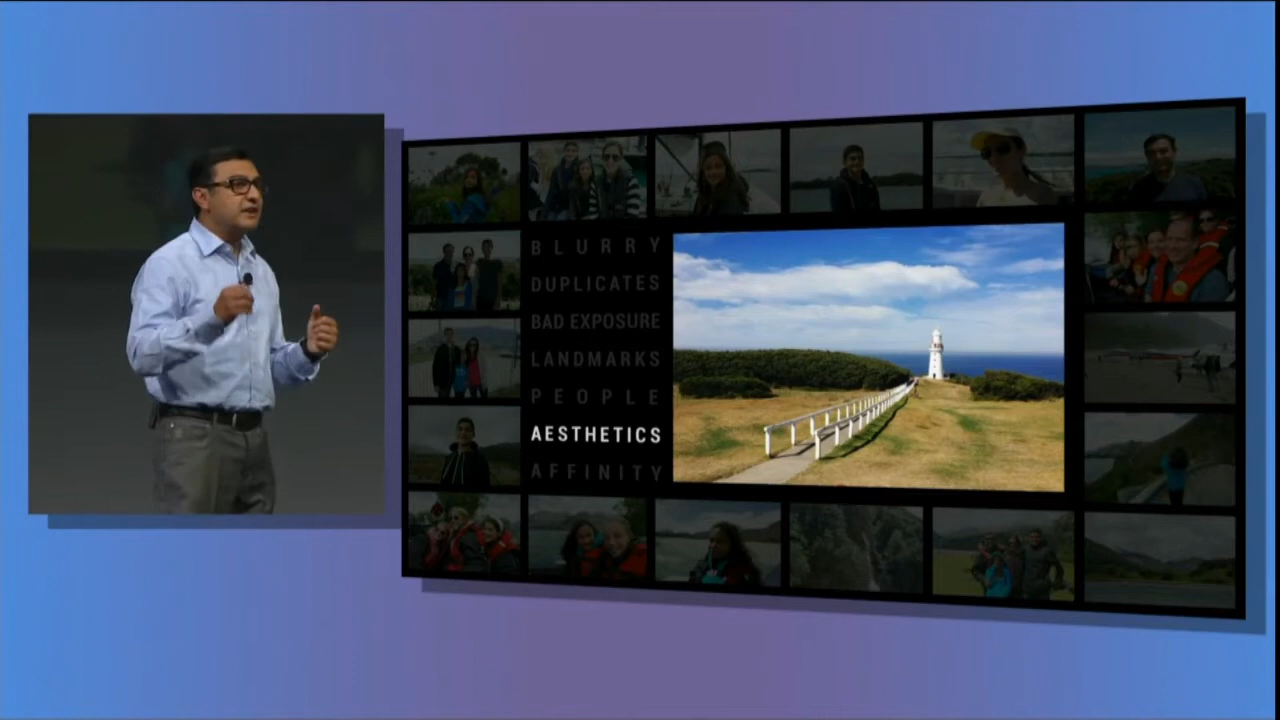 BLURRY
DUPLICATES
BAD EXPOSURE
LANDMARKS
PEOPLE
AESTHETICS
AFFINITY